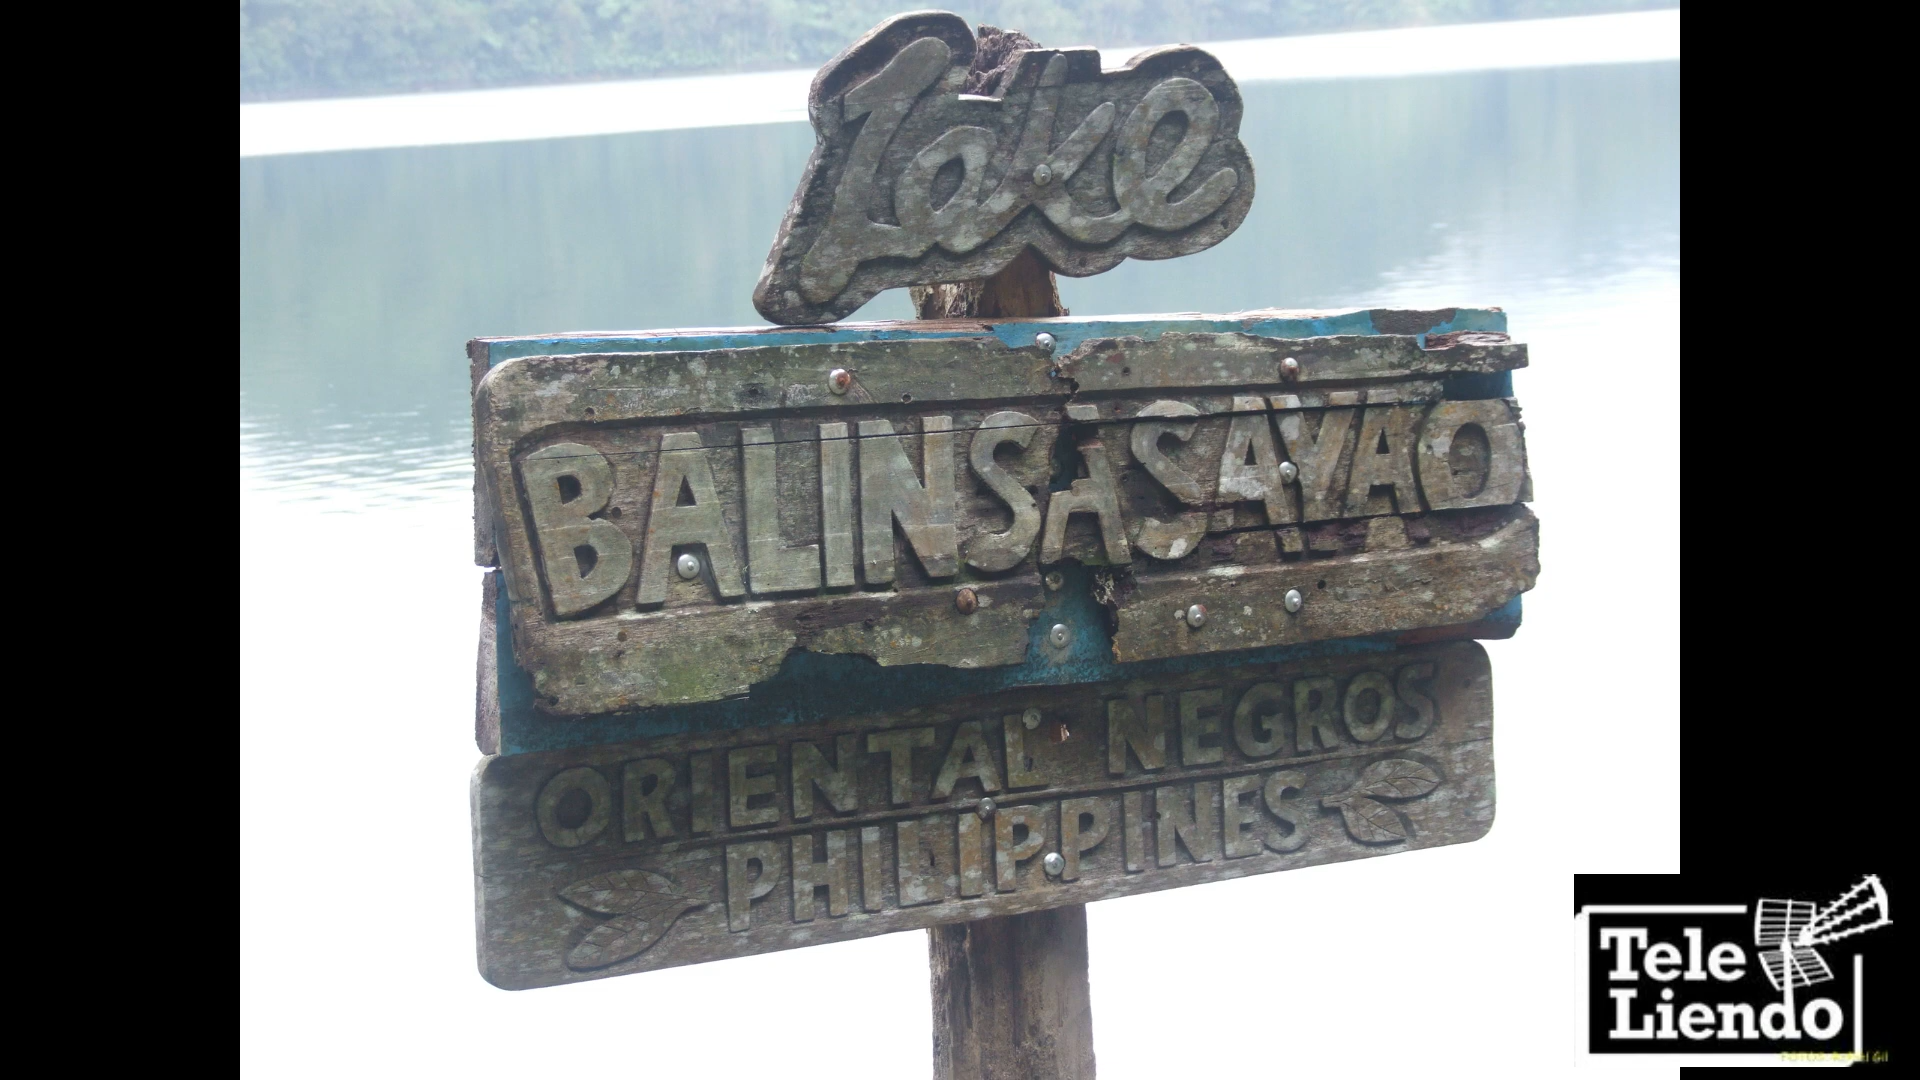 Lake
BALINSASAYAO
ORIENTAL NEGROS
PHILIPPINES
Tele
Liendo